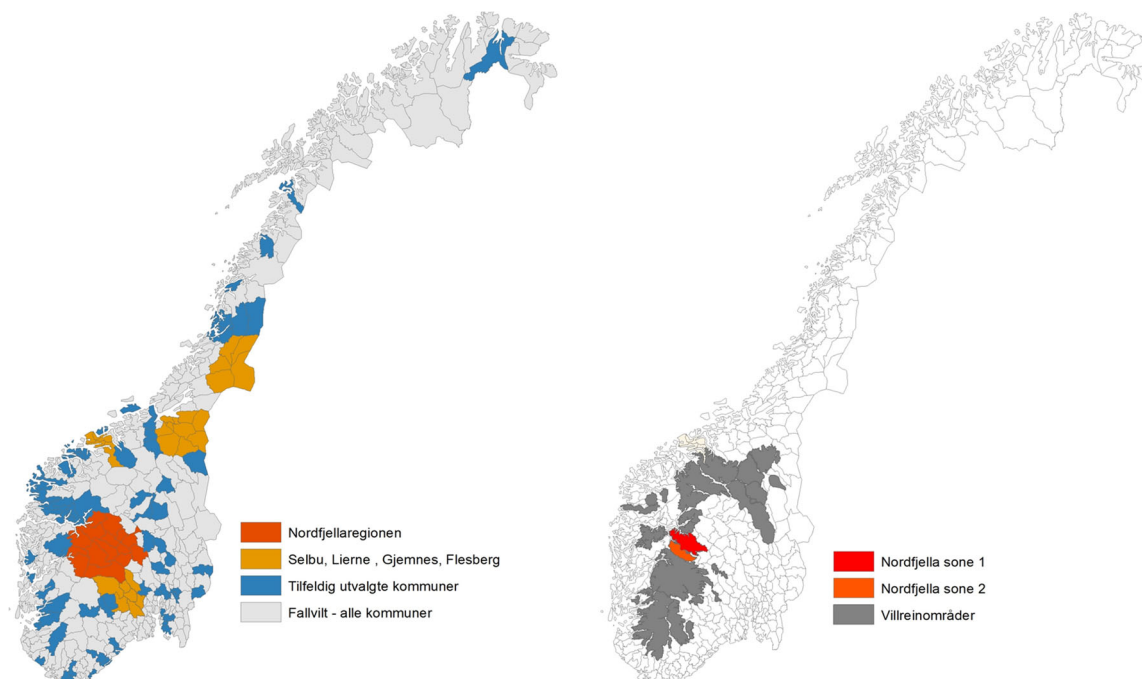 Nordfjellaregionen
Selbu, Lierne , Gjemnes, Flesberg
Tilfeldig utvalgte kommuner
Fallvilt - alle kommuner
Nordfjella sone 1
Nordfjella sone 2
Villreinområder